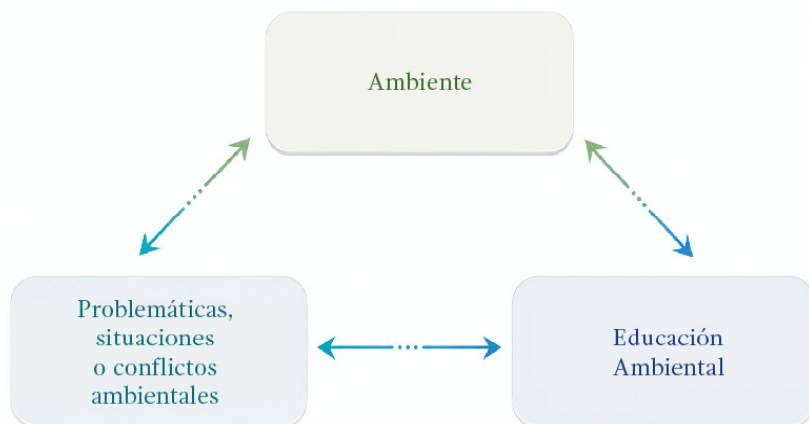 Ambiente
Problemáticas,
situaciones
o conflictos
ambientales
Educación
Ambiental